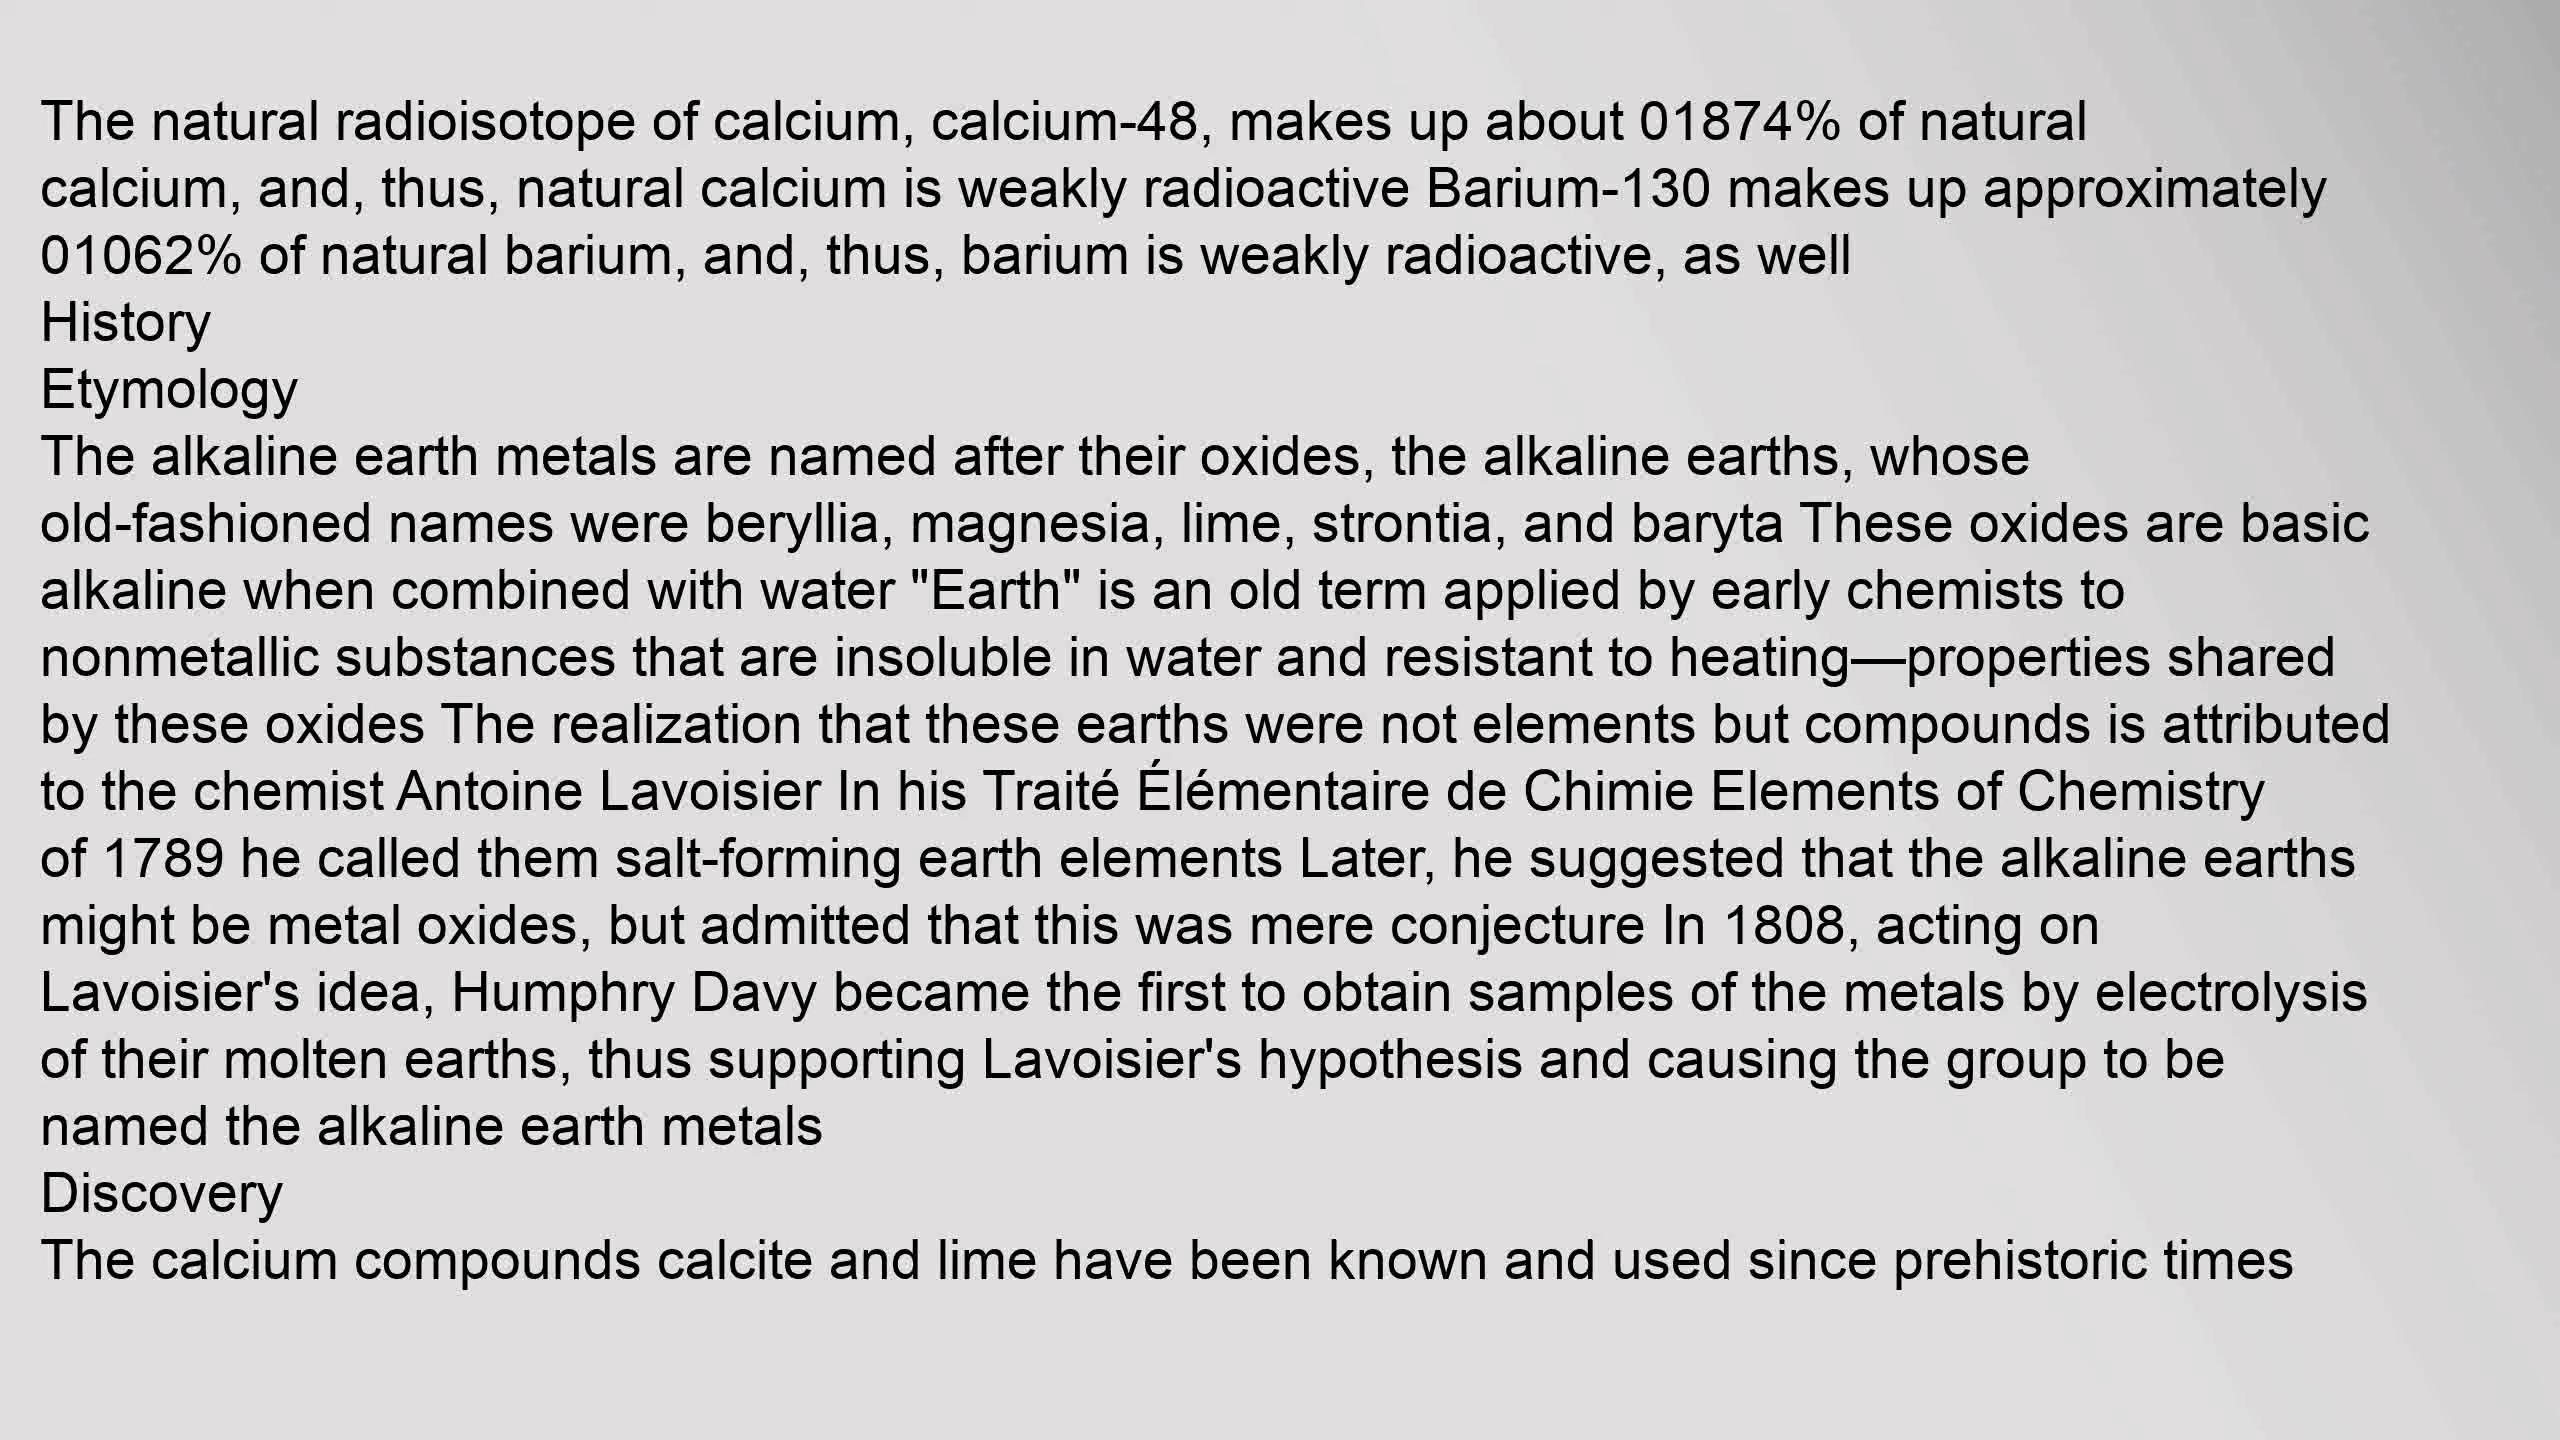 The natural radioisotope of calcium, calcium-48, makes up about 01874% of natural
calcium, and, thus, natural calcium is weakly radioactive Barium-130 makes up approximately
01062% of natural barium, and, thus, barium is weakly radioactive, as well
History
Etymology
The alkaline earth metals are named after their oxides, the alkaline earths, whose
old-fashioned names were beryllia, magnesia, lime, strontia, and baryta These oxides are basic
alkaline when combined with water "Earth" is an old term applied by early chemists to
nonmetallic substances that are insoluble in water and resistant to heating—properties shared
by these oxides The realization that these earths were not elements but compounds is attributed
to the chemist Antoine Lavoisier In his Traité Élémentaire de Chimie Elements of Chemistry
of 1789 he called them salt-forming earth elements Later, he suggested that the alkaline earths
might be metal oxides, but admitted that this was mere conjecture In 1808, acting on
Lavoisier's idea, Humphry Davy became the first to obtain samples of the metals by electrolysis
of their molten earths, thus supporting Lavoisier's hypothesis and causing the group to be
named the alkaline earth metals
Discovery
The calcium compounds calcite and lime have been known and used since prehistoric times